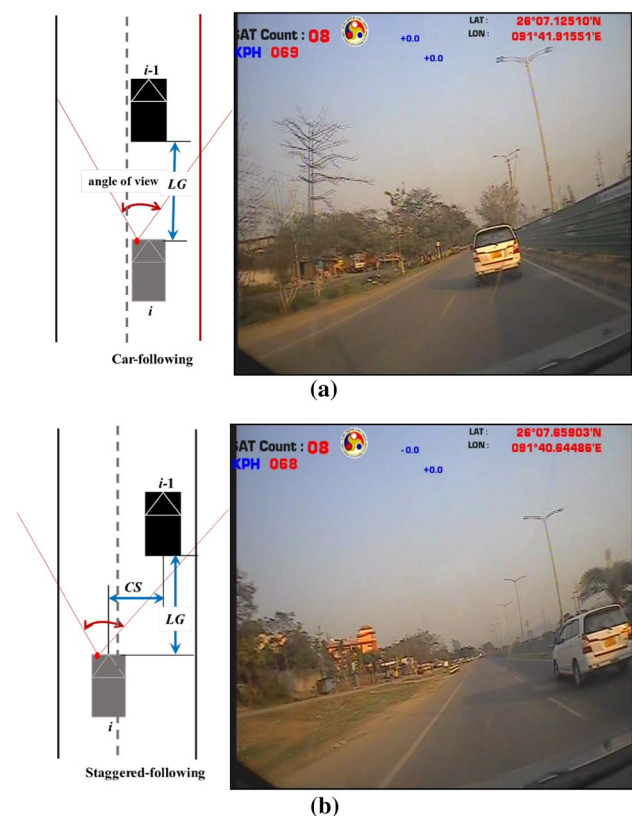 i-1
angle of view
LG
i
Car-following
SAT Count : 08
KPH 069
+0.0
+0.0
LAT : 26°07.12510'N
LON : 091°41.91551'E
(a)
i-1
CS
LG
i
Staggered-following
SAT Count : 08
KPH 068
-0.0
+0.0
LAT : 26°07.65903'N
LON : 091°40.64486'E
(b)